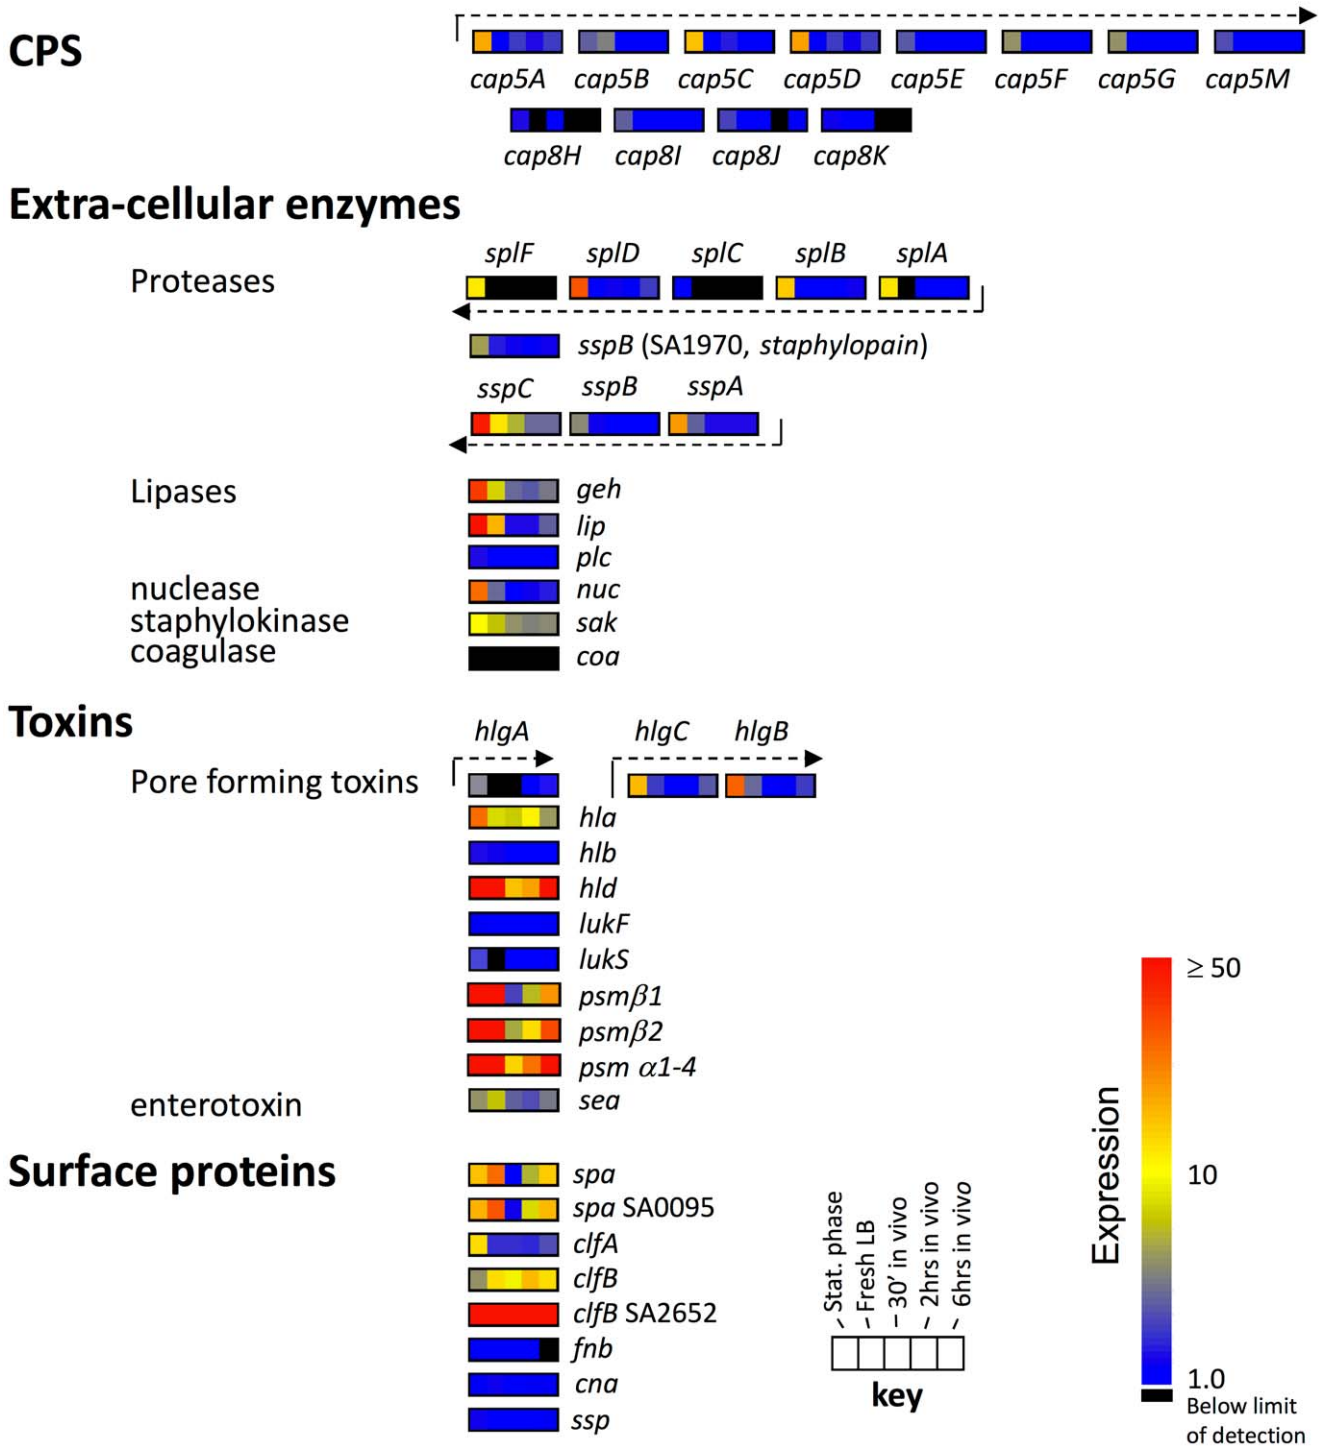 CPS
cap5A cap5B cap5C cap5D cap5E cap5F cap5G cap5M
cap8H cap8I cap8J cap8K
Extra-cellular enzymes
splF splD splC splB splA
Proteases
sspB (SA1970, staphylopain)
sspC sspB sspA
Lipases
geh
lip
plc
nuclease
nuc
staphylokinase
sak
coagulase
coa
Toxins
hlgA hlgC hlgB
Pore forming toxins
hla
hlb
hld
lukF
lukS
psmβ1
psmβ2
psm α1-4
enterotoxin
sea
Surface proteins
spa
spa SA0095
clfA
clfB
clfB SA2652
fnb
cna
ssp
Stat. phase
Fresh LB
30' in vivo
2hrs in vivo
6hrs in vivo
key
Expression
≥ 50
10
1.0
Below limit
of detection